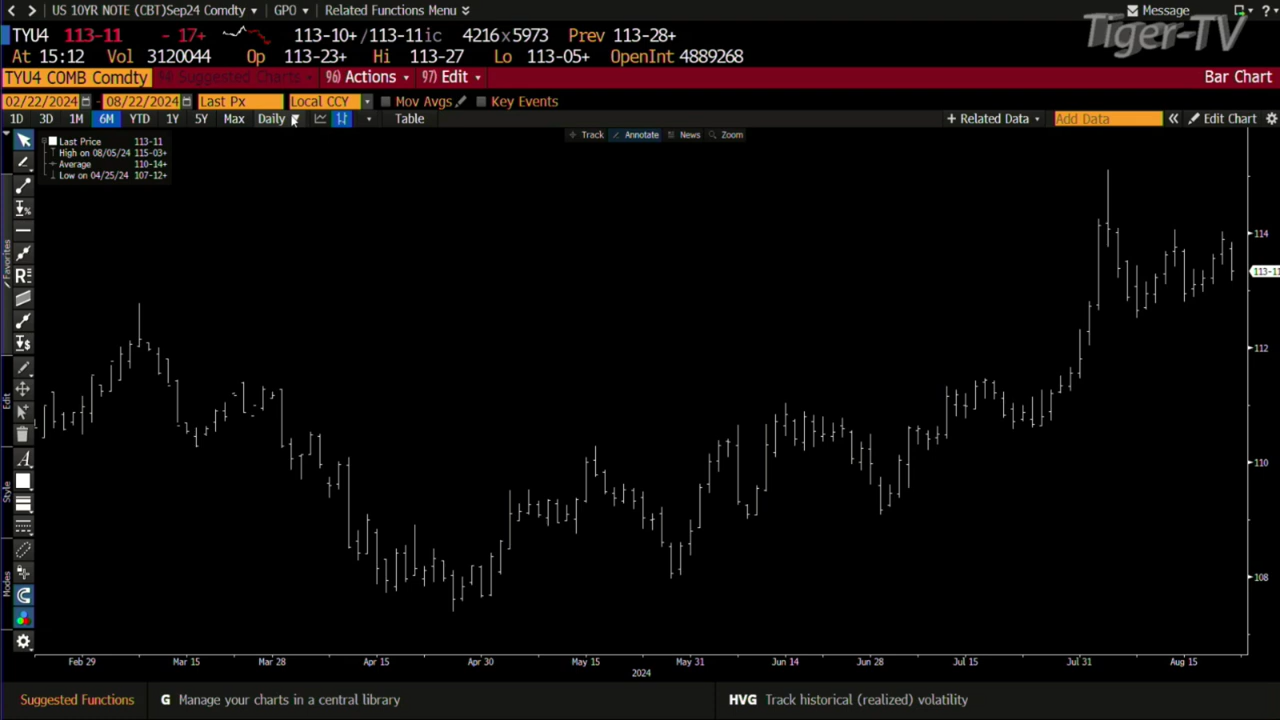 US 10YR NOTE (CBT)Sep24 Comdty GPO Related Functions Menu Message
Tiger-TV
TYU4 113-11 - 17+ 113-10+/113-11ic 4216x5973 Prev 113-28+
At 15:12 Vol 3120044 Op 113-23+ Hi 113-27 Lo 113-05+ OpenInt 4889268
TYU4 COMB Comdty 94) Suggested Charts 96) Actions 97) Edit Bar Chart
02/22/2024 - 08/22/2024 Last Px Local CCY Mov Avgs Key Events
1D 3D 1M 6M YTD 1Y 5Y Max Daily Table + Related Data Add Data « Edit Chart
Track Annotate News Zoom
Last Price 113-11
High on 08/05/24 115-03+
Average 110-14+
Low on 04/25/24 107-12+
Favorites
Edit
Style
Modes
114
113-11
112
110
108
Feb 29 Mar 15 Mar 28 Apr 15 Apr 30 May 15 May 31 Jun 14 Jun 28 Jul 15 Jul 31 Aug 15
2024
Suggested Functions G Manage your charts in a central library HVG Track historical (realized) volatility